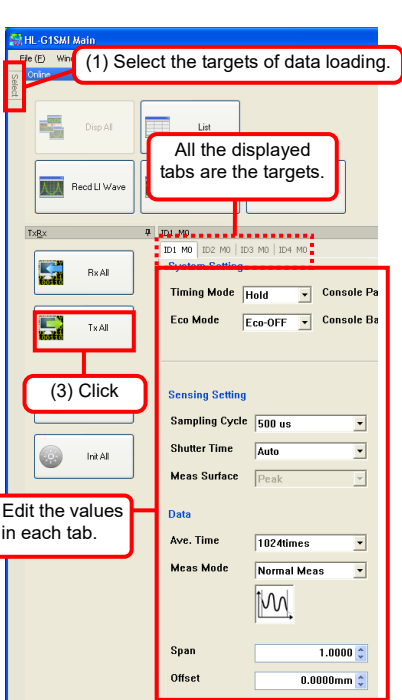 HL-G1SMI Main
File (F) Win
(1) Select the targets of data loading.
Select
Online
Disp All
List
All the displayed
tabs are the targets.
Recd LI Wave
TxRx
ID1 M0
ID1 M0 ID2 M0 ID3 M0 ID4 M0
System Setting
Rx All
Timing Mode Hold Console Pa
Tx All
Eco Mode Eco-OFF Console Ba
(3) Click
Sensing Setting
Sampling Cycle 500 us
Shutter Time Auto
Init All
Meas Surface Peak
Edit the values
in each tab.
Data
Ave. Time 1024times
Meas Mode Normal Meas
Span 1.0000
Offset 0.0000mm